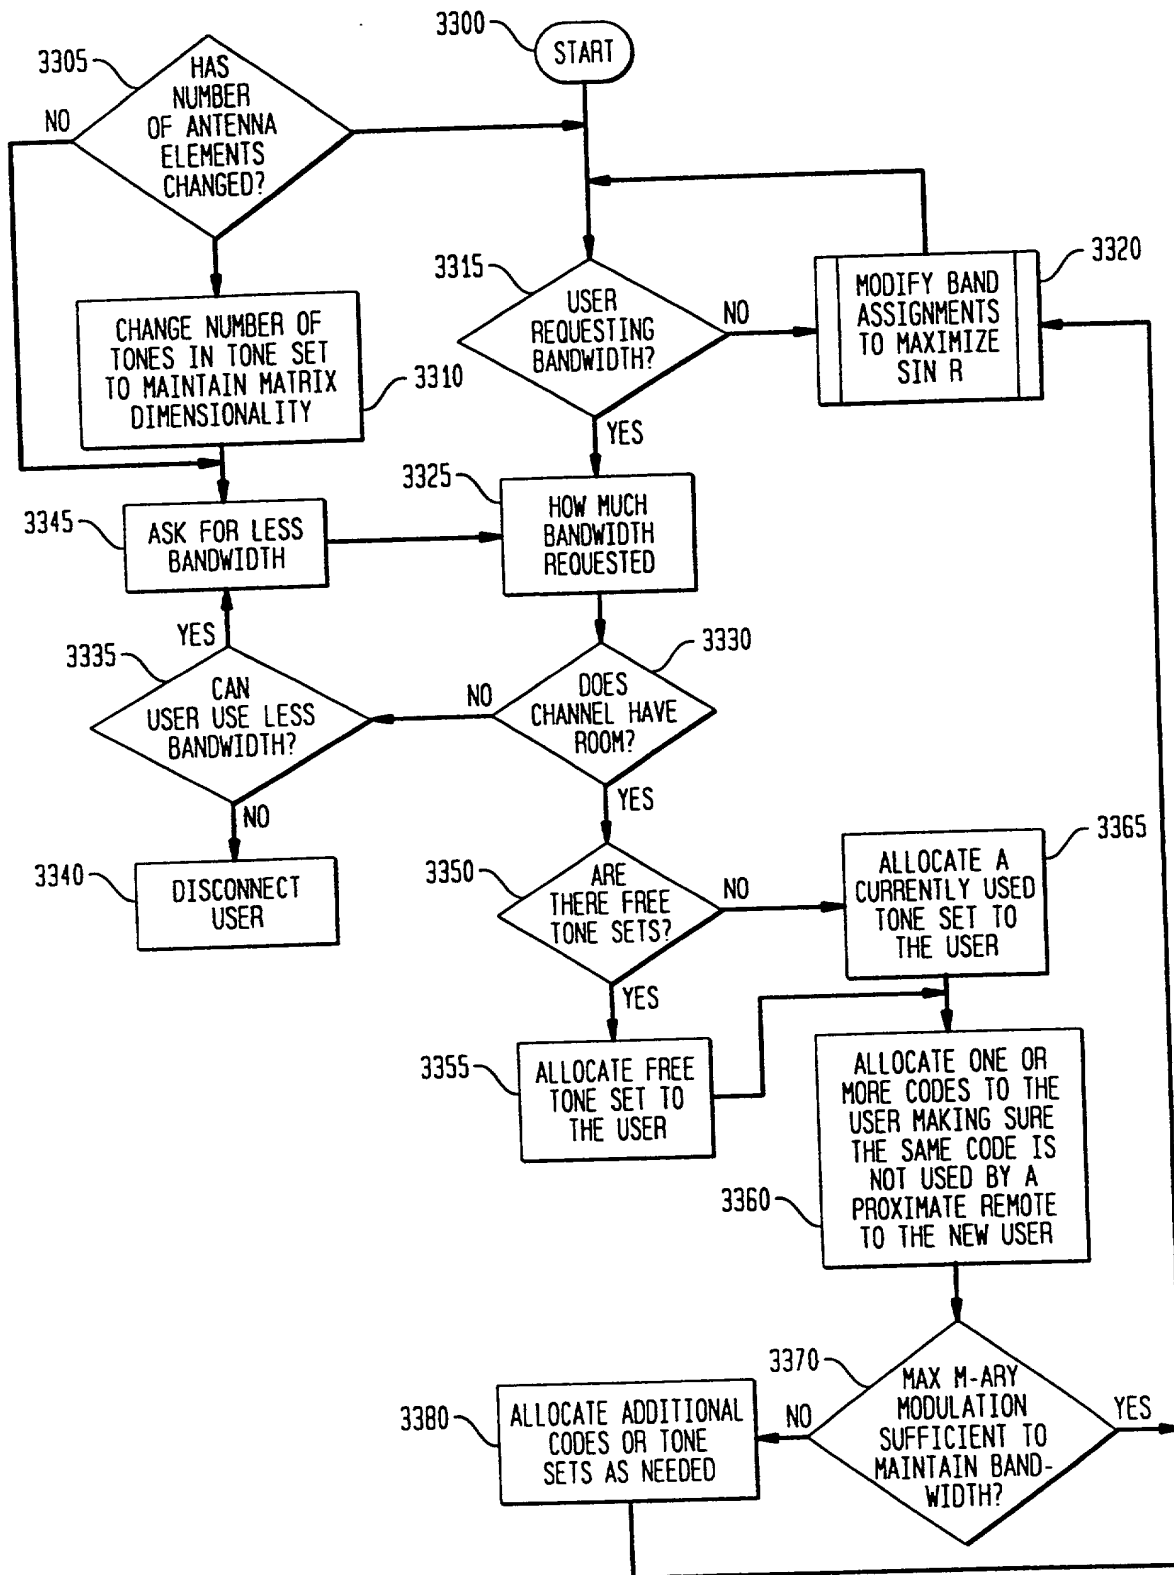 3300
START
3305
HAS
NUMBER
OF ANTENNA
ELEMENTS
CHANGED?
NO
3310
CHANGE NUMBER OF
TONES IN TONE SET
TO MAINTAIN MATRIX
DIMENSIONALITY
3315
USER
REQUESTING
BANDWIDTH?
NO
YES
3320
MODIFY BAND
ASSIGNMENTS
TO MAXIMIZE
SIN R
3325
HOW MUCH
BANDWIDTH
REQUESTED
3345
ASK FOR LESS
BANDWIDTH
YES
3335
CAN
USER USE LESS
BANDWIDTH?
NO
3330
DOES
CHANNEL HAVE
ROOM?
NO
YES
3340
DISCONNECT
USER
3350
ARE
THERE FREE
TONE SETS?
NO
YES
3365
ALLOCATE A
CURRENTLY USED
TONE SET TO
THE USER
3355
ALLOCATE FREE
TONE SET TO
THE USER
3360
ALLOCATE ONE OR
MORE CODES TO THE
USER MAKING SURE
THE SAME CODE IS
NOT USED BY A
PROXIMATE REMOTE
TO THE NEW USER
3370
MAX M-ARY
MODULATION
SUFFICIENT TO
MAINTAIN BAND-
WIDTH?
NO
YES
3380
ALLOCATE ADDITIONAL
CODES OR TONE
SETS AS NEEDED